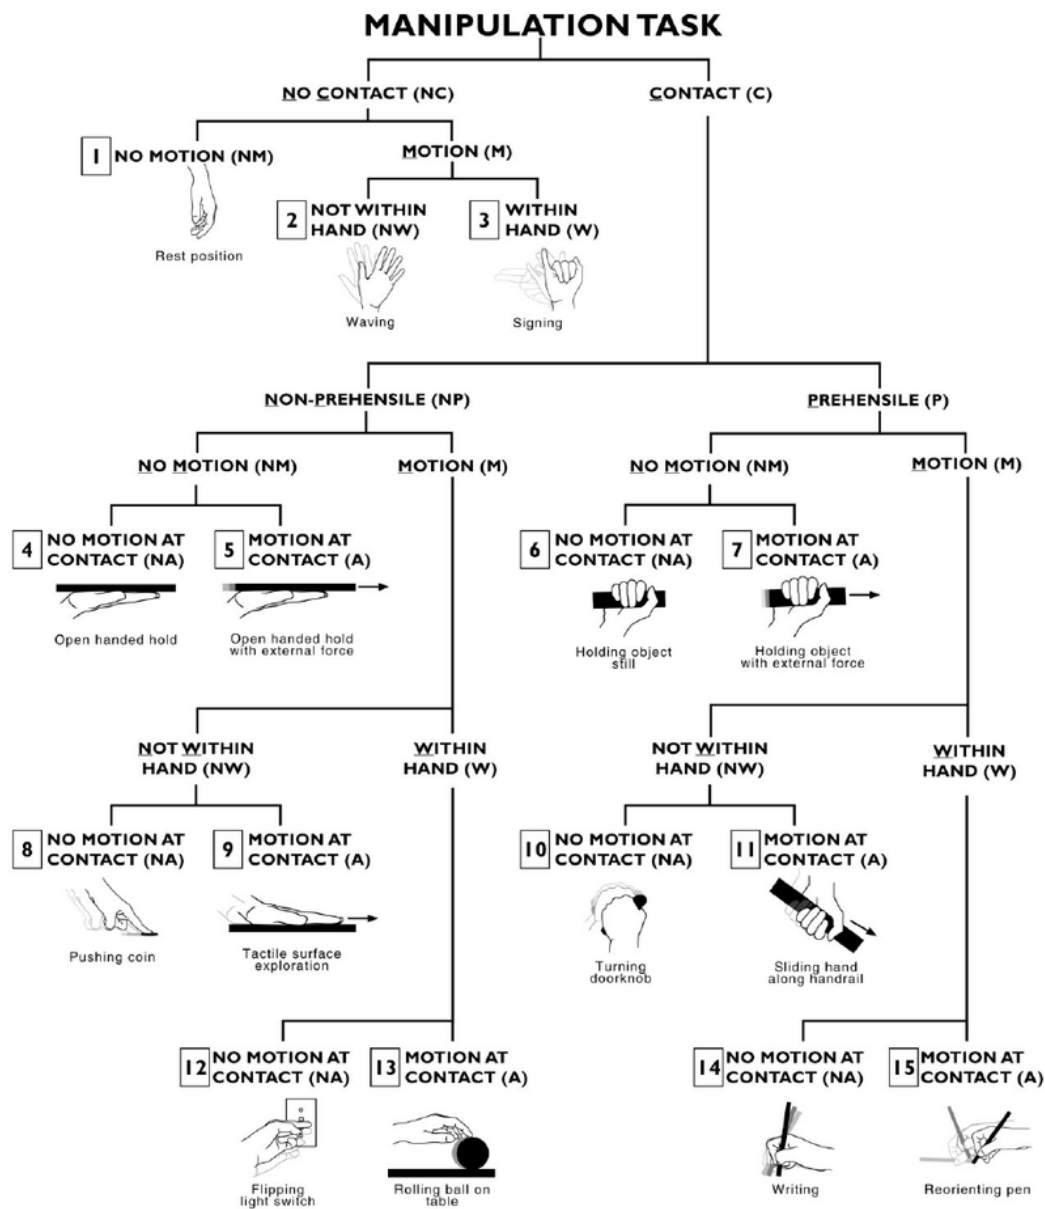 MANIPULATION TASK
NO CONTACT (NC)
CONTACT (C)
1 NO MOTION (NM)
MOTION (M)
Rest position
2 NOT WITHIN
HAND (NW)
3 WITHIN
HAND (W)
Waving
Signing
NON-PREHENSILE (NP)
PREHENSILE (P)
NO MOTION (NM)
MOTION (M)
NO MOTION (NM)
MOTION (M)
4 NO MOTION AT
CONTACT (NA)
5 MOTION AT
CONTACT (A)
6 NO MOTION AT
CONTACT (NA)
7 MOTION AT
CONTACT (A)
Open handed hold
Open handed hold
with external force
Holding object
still
Holding object
with external force
NOT WITHIN
HAND (NW)
WITHIN
HAND (W)
NOT WITHIN
HAND (NW)
WITHIN
HAND (W)
8 NO MOTION AT
CONTACT (NA)
9 MOTION AT
CONTACT (A)
10 NO MOTION AT
CONTACT (NA)
11 MOTION AT
CONTACT (A)
Pushing coin
Tactile surface
exploration
Turning
doorknob
Sliding hand
along handrail
12 NO MOTION AT
CONTACT (NA)
13 MOTION AT
CONTACT (A)
14 NO MOTION AT
CONTACT (NA)
15 MOTION AT
CONTACT (A)
Flipping
light switch
Rolling ball on
table
Writing
Reorienting pen